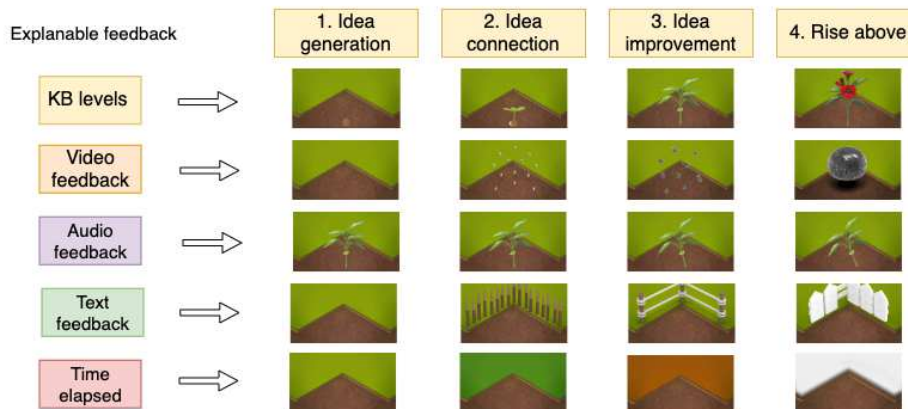 Explanable feedback
1. Idea
generation
2. Idea
connection
3. Idea
improvement
4. Rise above
KB levels
Video
feedback
Audio
feedback
Text
feedback
Time
elapsed